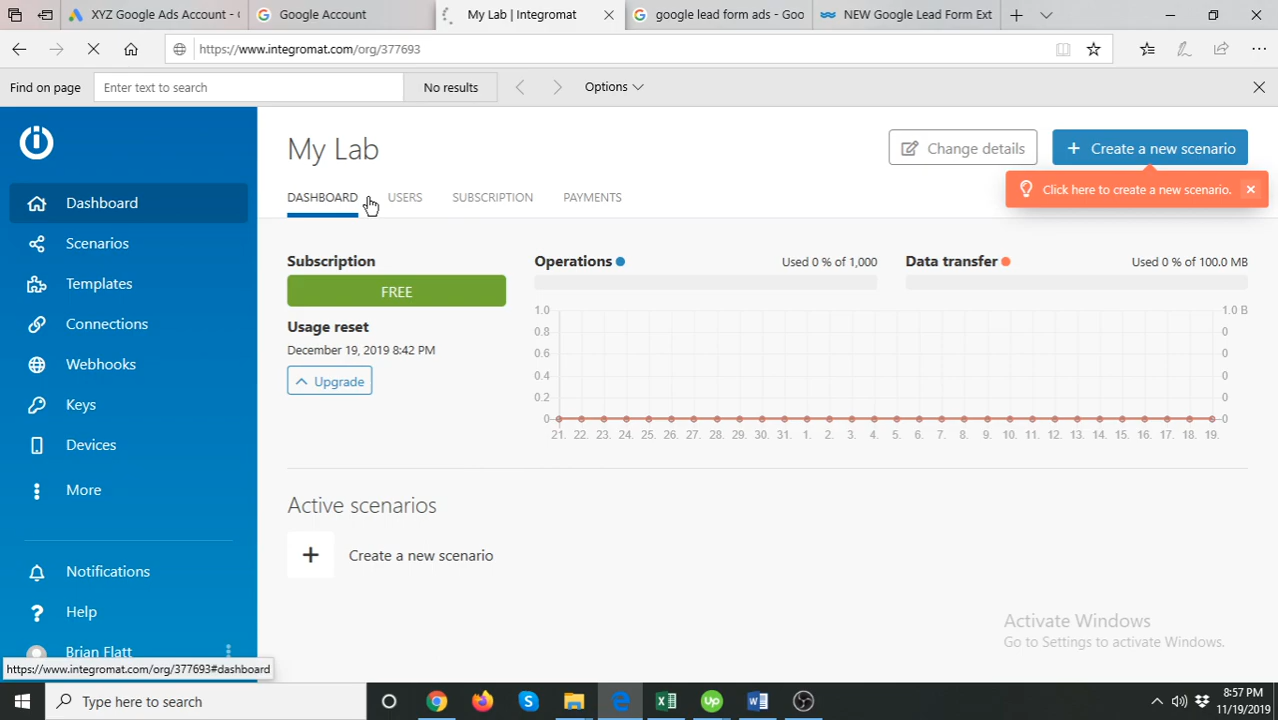 XYZ Google Ads Account - (
Google Account
My Lab | Integromat
google lead form ads - Goo
NEW Google Lead Form Ext
https://www.integromat.com/org/377693
Find on page
Enter text to search
No results
Options
My Lab
Change details
+ Create a new scenario
Click here to create a new scenario.
DASHBOARD
USERS
SUBSCRIPTION
PAYMENTS
Dashboard
Scenarios
Templates
Connections
Webhooks
Keys
Devices
More
Notifications
Help
Brian Flatt
Subscription
FREE
Usage reset
December 19, 2019 8:42 PM
Upgrade
Operations
Used 0 % of 1,000
Data transfer
Used 0 % of 100.0 MB
1.0
0.8
0.6
0.4
0.2
0
1.0 B
0
0
0
0
0
21. 22. 23. 24. 25. 26. 27. 28. 29. 30. 31. 1. 2. 3. 4. 5. 6. 7. 8. 9. 10. 11. 12. 13. 14. 15. 16. 17. 18. 19.
Active scenarios
+ Create a new scenario
Activate Windows
Go to Settings to activate Windows.
https://www.integromat.com/org/377693#dashboard
Type here to search
8:57 PM
11/19/2019